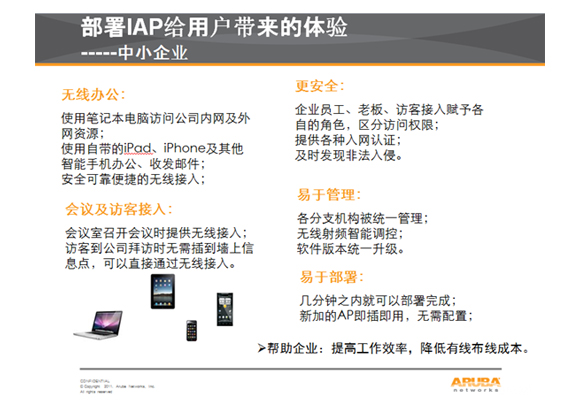 部署IAP给用户带来的体验
-----中小企业
无线办公：
使用笔记本电脑访问公司内网及外
网资源；
使用自带的iPad、iPhone及其他
智能手机办公、收发邮件；
安全可靠便捷的无线接入；
会议及访客接入：
会议室召开会议时提供无线接入；
访客到公司拜访时无需插到墙上信
息点，可以直接通过无线接入。
更安全：
企业员工、老板、访客接入赋予各
自的角色，区分访问权限；
提供各种入网认证；
及时发现非法入侵。
易于管理：
各分支机构被统一管理；
无线射频智能调控；
软件版本统一升级。
易于部署：
几分钟之内就可以部署完成；
新加的AP即插即用，无需配置；
➢帮助企业：提高工作效率，降低有线布线成本。
CONFIDENTIAL
© Copyright 2011. Aruba Networks, Inc.
All rights reserved
ARUBA
networks